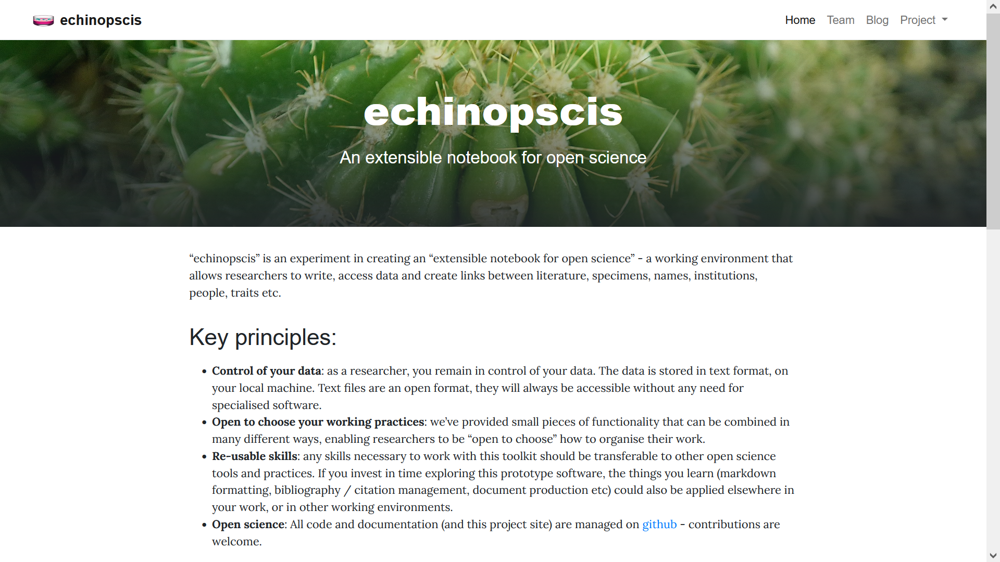 echinopscis
Home Team Blog Project
echinopscis
An extensible notebook for open science
“echinopscis” is an experiment in creating an “extensible notebook for open science” - a working environment that
allows researchers to write, access data and create links between literature, specimens, names, institutions,
people, traits etc.
Key principles:
• Control of your data: as a researcher, you remain in control of your data. The data is stored in text format, on
your local machine. Text files are an open format, they will always be accessible without any need for
specialised software.
• Open to choose your working practices: we’ve provided small pieces of functionality that can be combined in
many different ways, enabling researchers to be “open to choose” how to organise their work.
• Re-usable skills: any skills necessary to work with this toolkit should be transferable to other open science
tools and practices. If you invest in time exploring this prototype software, the things you learn (markdown
formatting, bibliography / citation management, document production etc) could also be applied elsewhere in
your work, or in other working environments.
• Open science: All code and documentation (and this project site) are managed on github - contributions are
welcome.